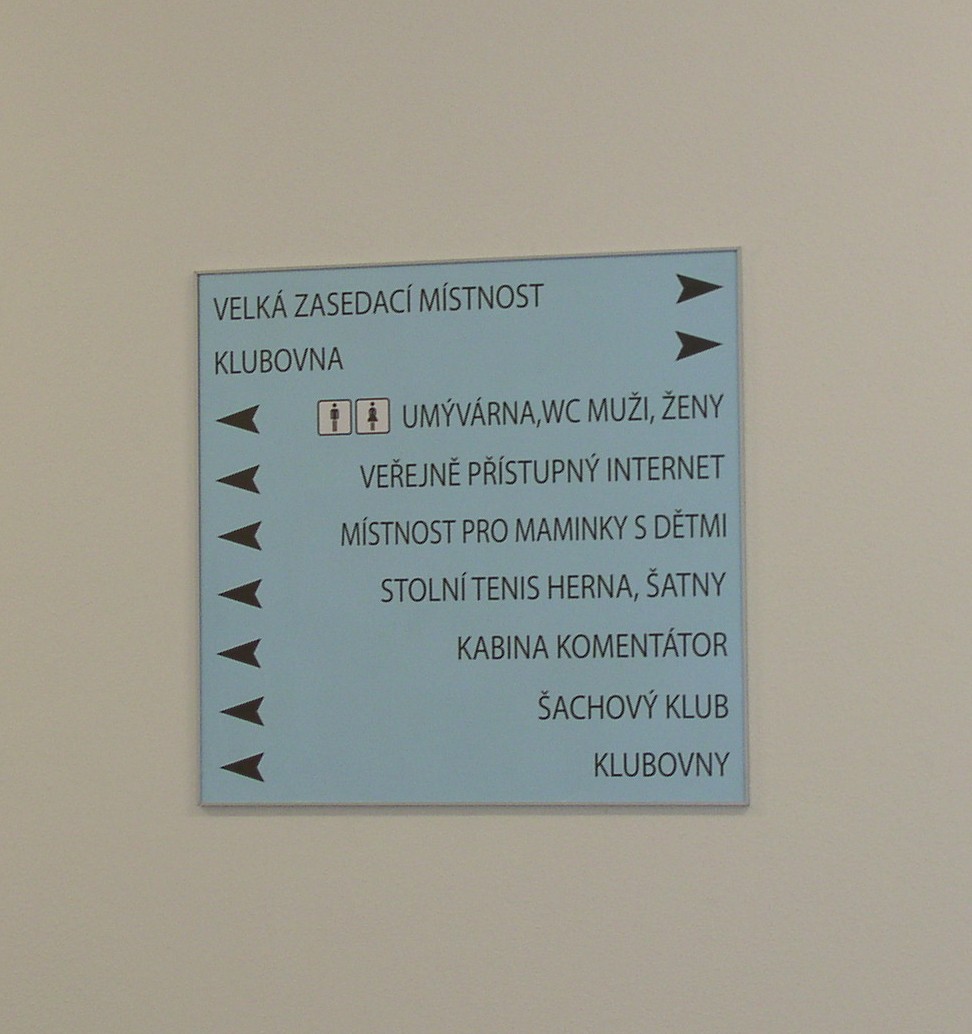 VELKÁ ZASEDACÍ MÍSTNOST
KLUBOVNA
UMÝVÁRNA,WC MUŽI, ŽENY
VEŘEJNĚ PŘÍSTUPNÝ INTERNET
MÍSTNOST PRO MAMINKY S DĚTMI
STOLNÍ TENIS HERNA, ŠATNY
KABINA KOMENTÁTOR
ŠACHOVÝ KLUB
KLUBOVNY